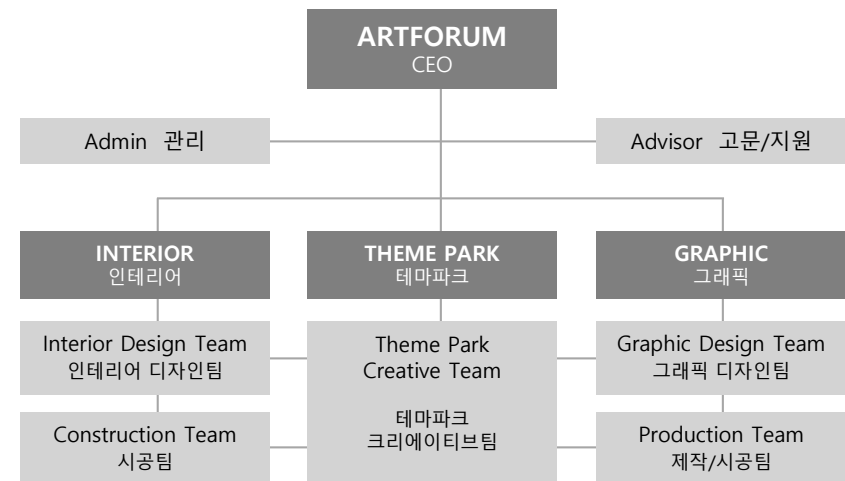 ARTFORUM
CEO
Admin 관리
Advisor 고문/지원
INTERIOR
인테리어
THEME PARK
테마파크
GRAPHIC
그래픽
Interior Design Team
인테리어 디자인팀
Theme Park
Creative Team
테마파크
크리에이티브팀
Graphic Design Team
그래픽 디자인팀
Construction Team
시공팀
Production Team
제작/시공팀